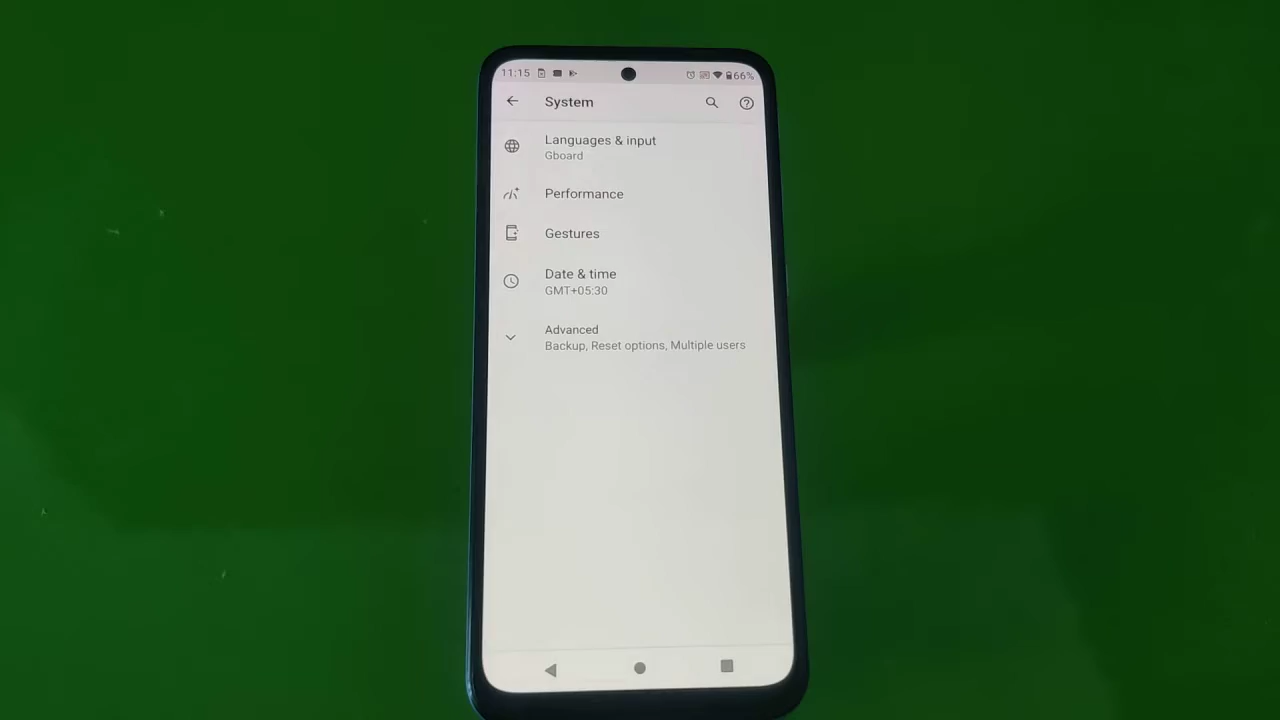 11:15 66%
System
Languages & input
Gboard
Performance
Gestures
Date & time
GMT+05:30
Advanced
Backup, Reset options, Multiple users